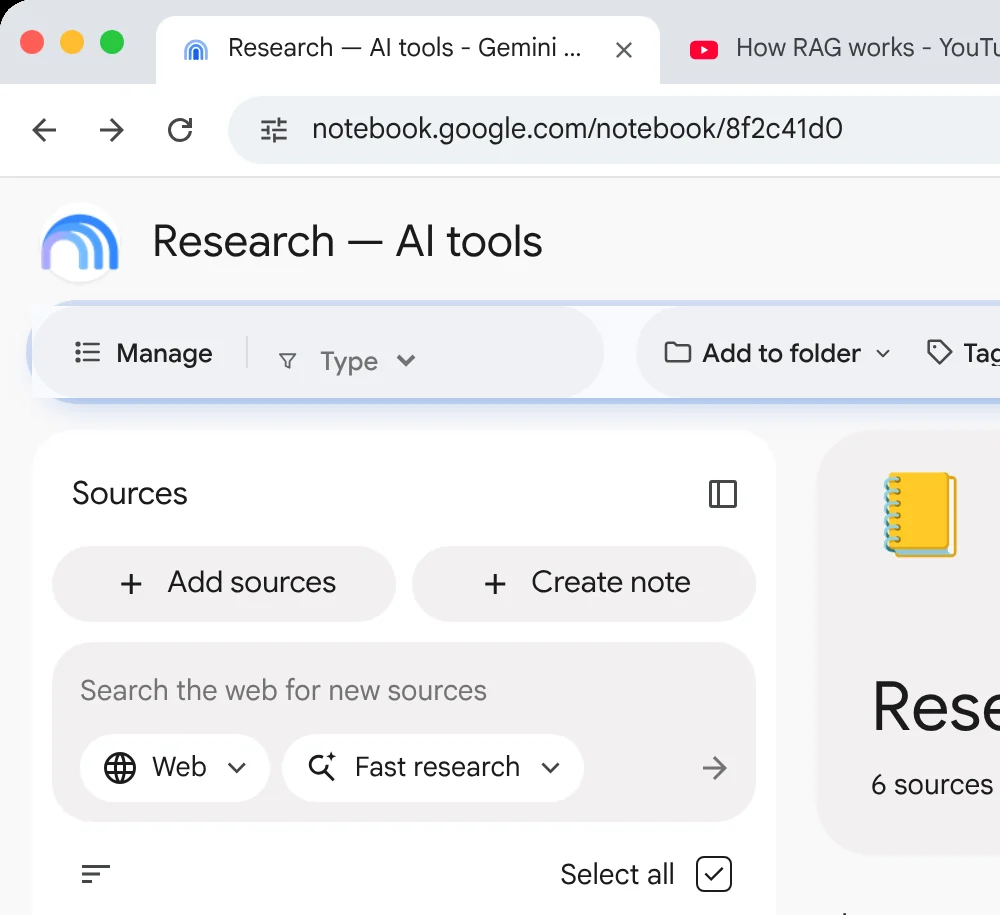 Research — AI tools - Gemini ...
How RAG works - YouTu
notebook.google.com/notebook/8f2c41d0
Research — AI tools
Manage
Type
Add to folder
Tag
Sources
Add sources
Create note
Search the web for new sources
Web
Fast research
Rese
6 sources
Select all